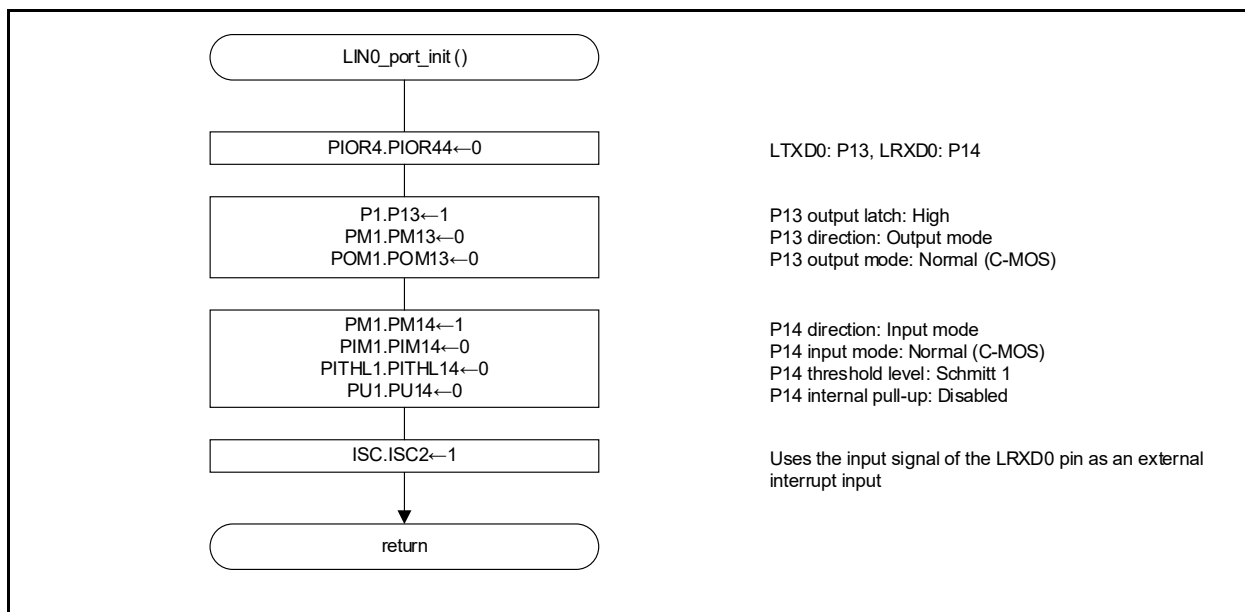 LIN0_port_init ()
PIOR4.PIOR44←0
LTXD0: P13, LRXD0: P14
P1.P13←1
PM1.PM13←0
POM1.POM13←0
P13 output latch: High
P13 direction: Output mode
P13 output mode: Normal (C-MOS)
PM1.PM14←1
PIM1.PIM14←0
PITHL1.PITHL14←0
PU1.PU14←0
P14 direction: Input mode
P14 input mode: Normal (C-MOS)
P14 threshold level: Schmitt 1
P14 internal pull-up: Disabled
ISC.ISC2←1
Uses the input signal of the LRXD0 pin as an external
interrupt input
return